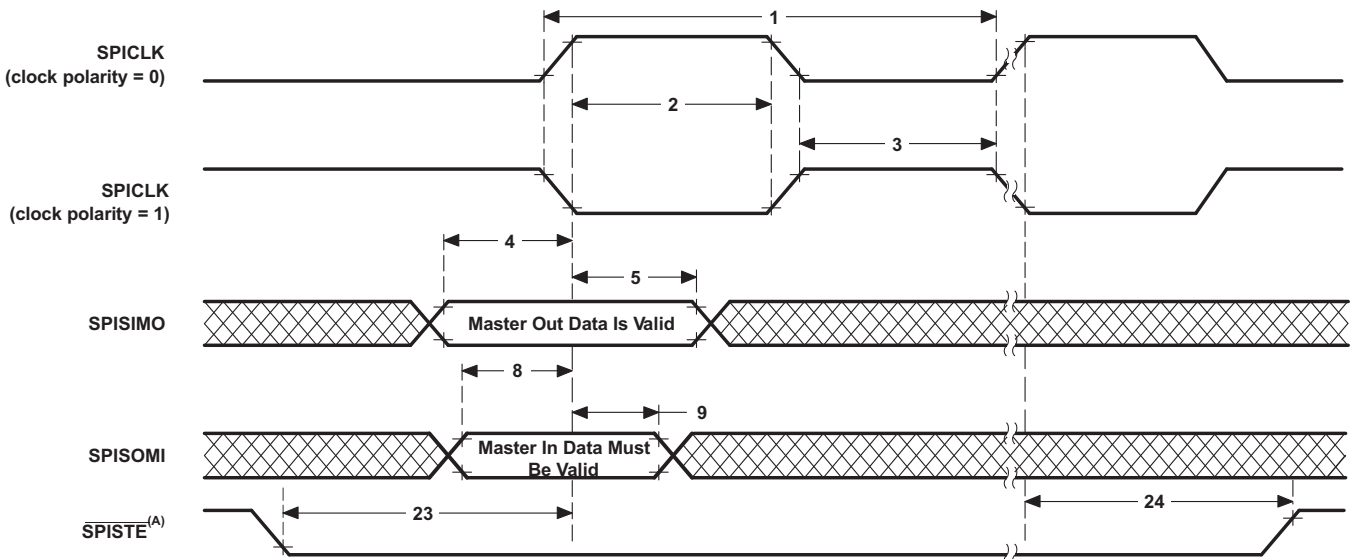 1
SPICLK
(clock polarity = 0)
2
3
SPICLK
(clock polarity = 1)
4
5
SPISIMO
Master Out Data Is Valid
8
9
SPISOMI
Master In Data Must
Be Valid
23
24
SPISTE(A)